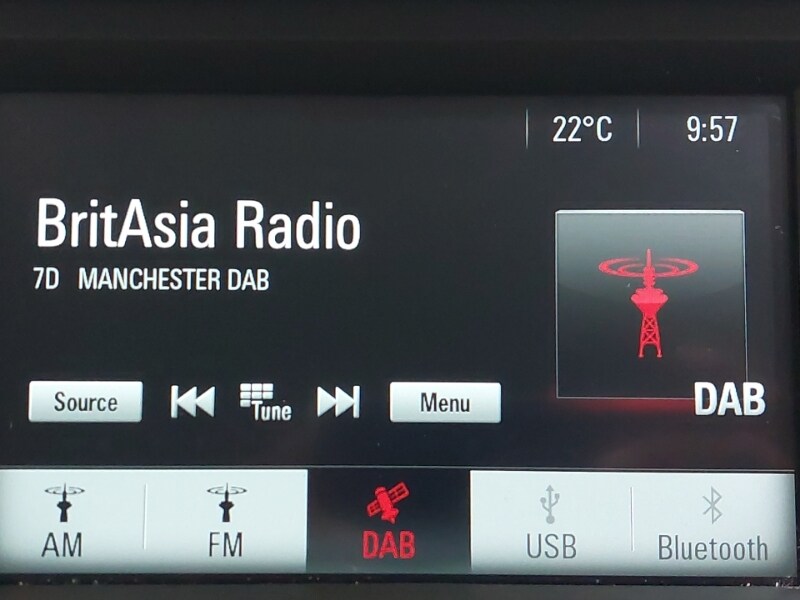 22°C 9:57
BritAsia Radio
7D MANCHESTER DAB
DAB
Source Tune Menu
AM FM DAB USB Bluetooth